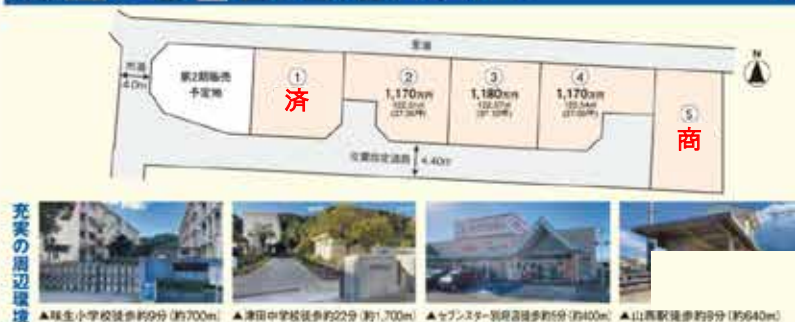 里道
市道
4.0m
第2期販売
予定地
①
済
②
1,170万円
③
1,180万円
④
1,170万円
⑤
商
N
位置指定道路 4.40m
充実の周辺環境
▲味生小学校徒歩約9分（約700m）
▲津田中学校徒歩約22分（約1,700m）
▲セブンスター別府店徒歩約5分（約400m）
▲山西駅徒歩約9分（約640m）